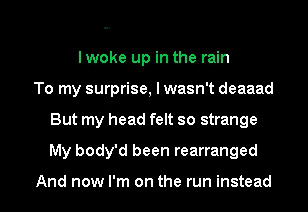 I woke up in the rain
To my surprise, I wasn't deaaad
But my head felt so strange
My body'd been rearranged
And now I'm on the run instead